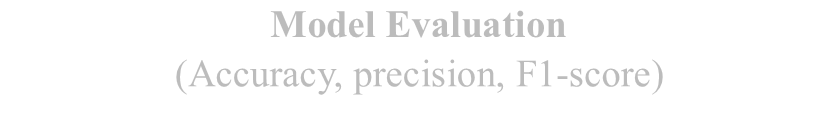 Model Evaluation
(Accuracy, precision, F1-score)